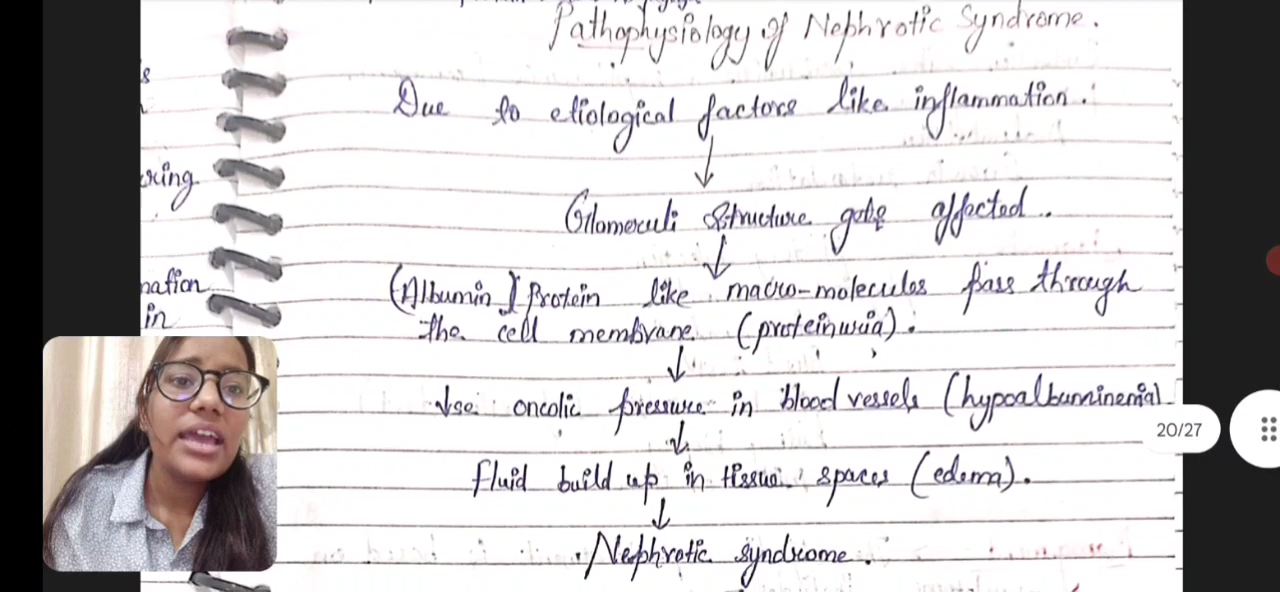 Pathophysiology of Nephrotic Syndrome.
s
Due to etiological factors like inflammation.
↓
xing
Glomeruli structure gets affected.
↓
mation
(Albumin) Protein like macro-molecules pass through
in
the cell membrane (proteinuria).
↓
↓se oncotic pressure in blood vessels (hypoalbuminemia)
20/27
↓
fluid build up in tissue spaces (edema).
↓
Nephrotic syndrome.